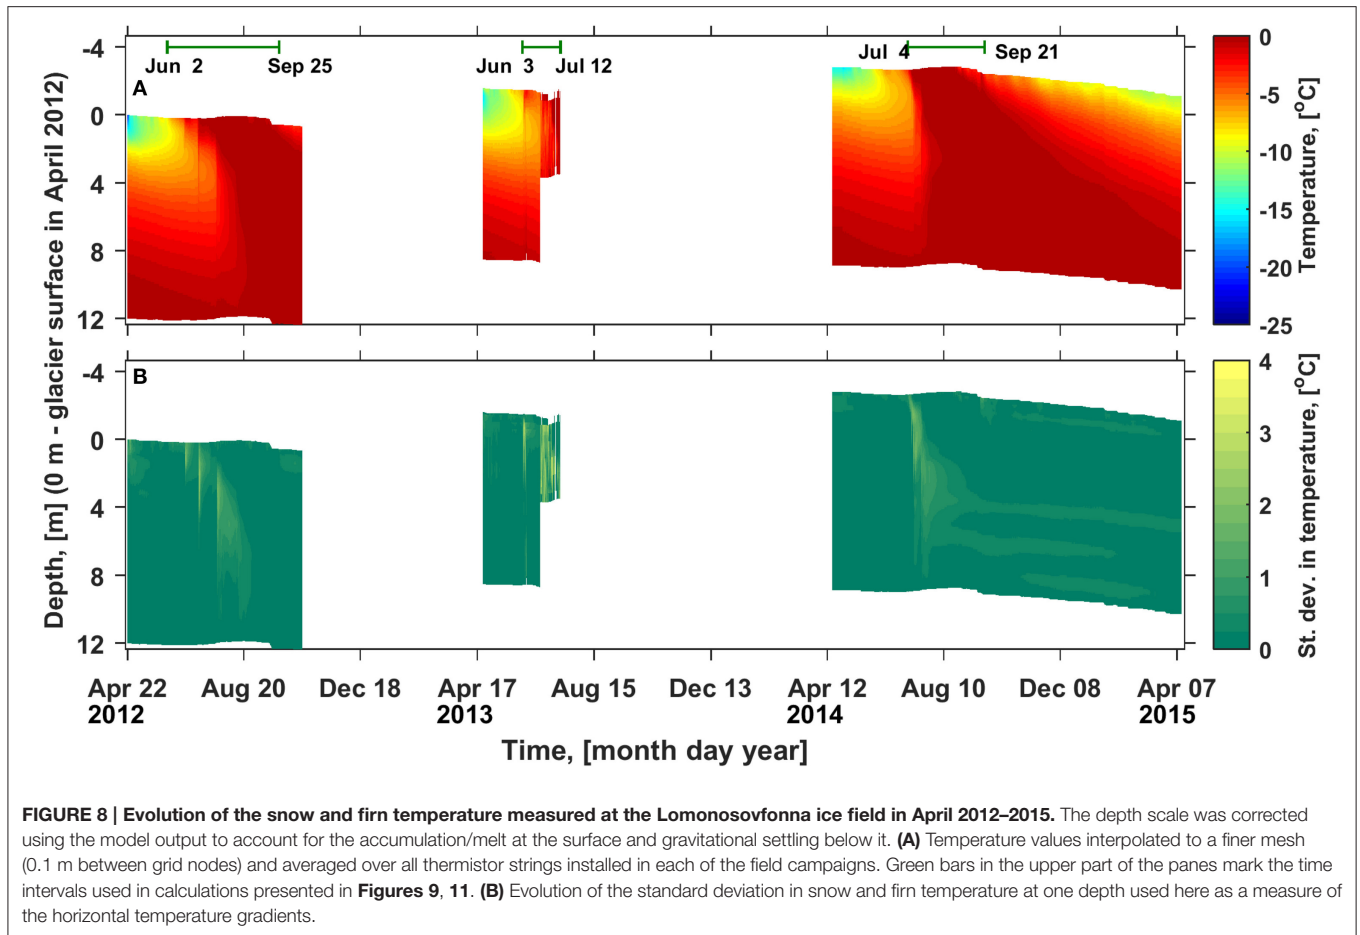 Jun 2
Sep 25
Jun 3
Jul 12
Jul 4
Sep 21
A
-4
0
4
8
12
0
-5
-10
-15
-20
-25
Temperature, [°C]
B
-4
0
4
8
12
4
3
2
1
0
St. dev. in temperature, [°C]
Depth, [m] (0 m - glacier surface in April 2012)
Apr 22 Aug 20 Dec 18 Apr 17 Aug 15 Dec 13 Apr 12 Aug 10 Dec 08 Apr 07
2012 2013 2014 2015
Time, [month day year]
FIGURE 8 | Evolution of the snow and firn temperature measured at the Lomonosovfonna ice field in April 2012–2015. The depth scale was corrected
using the model output to account for the accumulation/melt at the surface and gravitational settling below it. (A) Temperature values interpolated to a finer mesh
(0.1 m between grid nodes) and averaged over all thermistor strings installed in each of the field campaigns. Green bars in the upper part of the panes mark the time
intervals used in calculations presented in Figures 9, 11. (B) Evolution of the standard deviation in snow and firn temperature at one depth used here as a measure of
the horizontal temperature gradients.